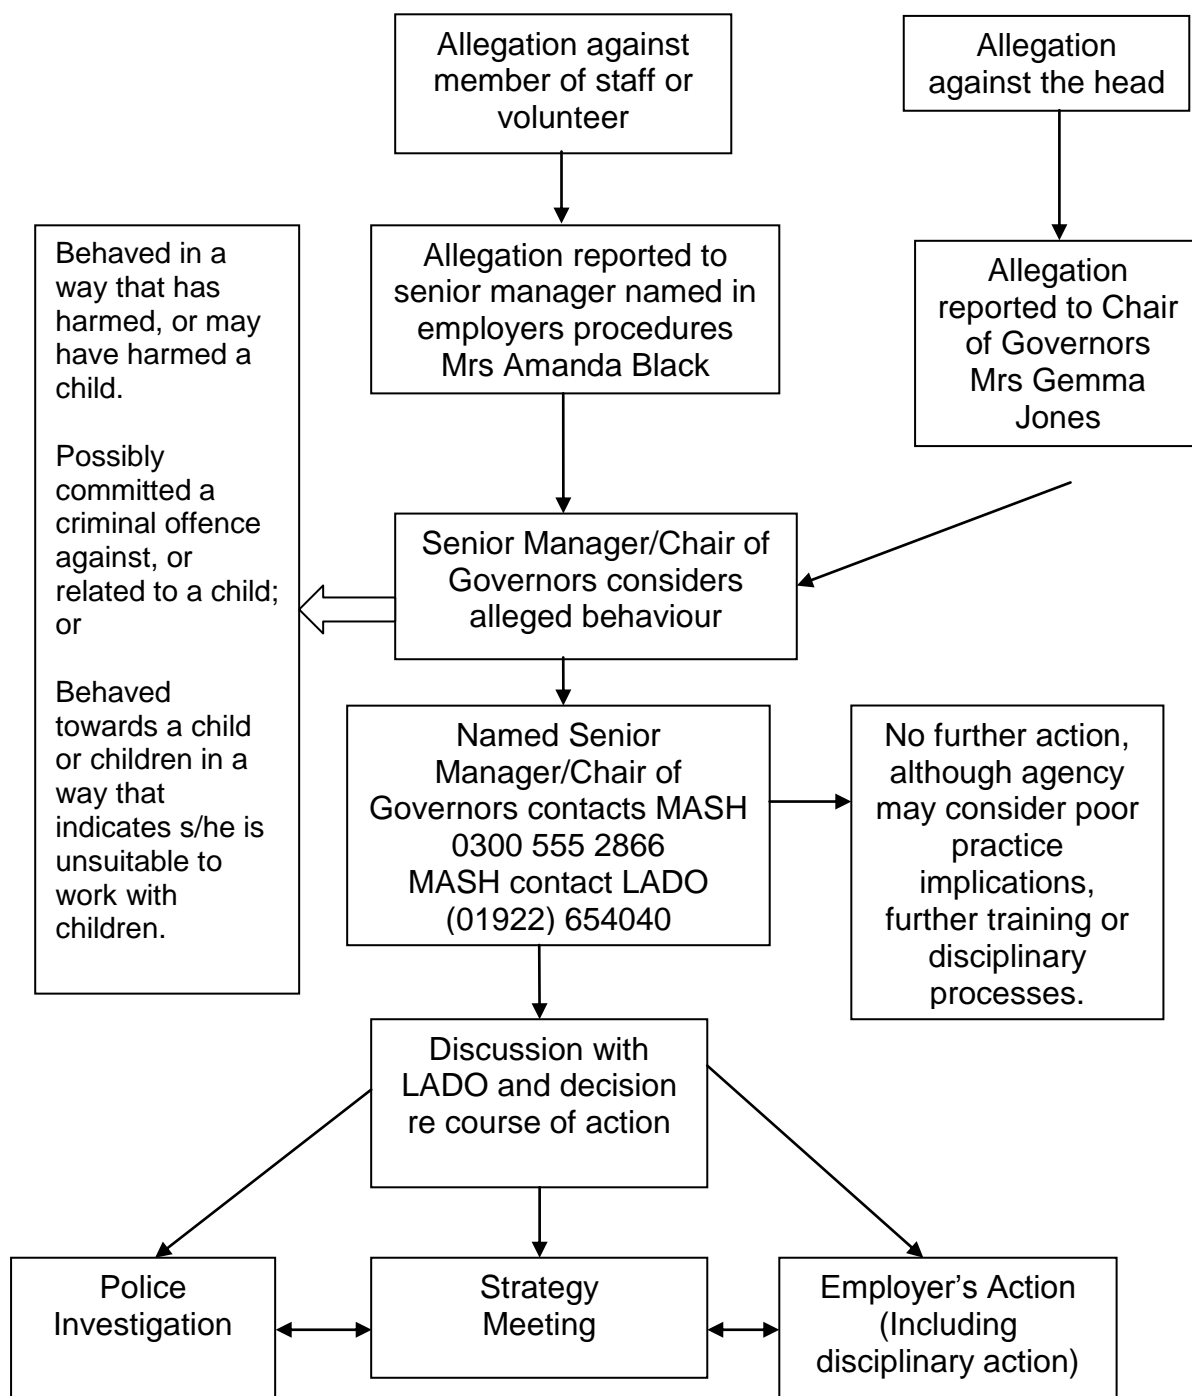 Allegation against
member of staff or
volunteer
Allegation
against the head
Allegation reported to
senior manager named in
employers procedures
Mrs Amanda Black
Allegation
reported to Chair
of Governors
Mrs Gemma
Jones
Behaved in a
way that has
harmed, or may
have harmed a
child.
Possibly
committed a
criminal offence
against, or
related to a child;
or
Behaved
towards a child
or children in a
way that
indicates s/he is
unsuitable to
work with
children.
Senior Manager/Chair of
Governors considers
alleged behaviour
Named Senior
Manager/Chair of
Governors contacts MASH
0300 555 2866
MASH contact LADO
(01922) 654040
No further action,
although agency
may consider poor
practice
implications,
further training or
disciplinary
processes.
Discussion with
LADO and decision
re course of action
Police
Investigation
Strategy
Meeting
Employer’s Action
(Including
disciplinary action)